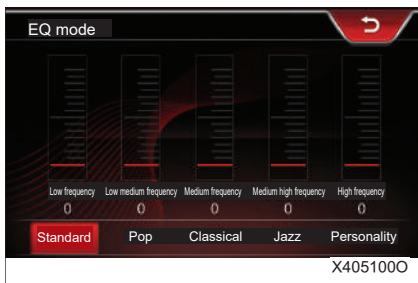 EQ mode
Low frequency Low medium frequency Medium frequency Medium high frequency High frequency
0 0 0 0 0
Standard Pop Classical Jazz Personality
X405100O